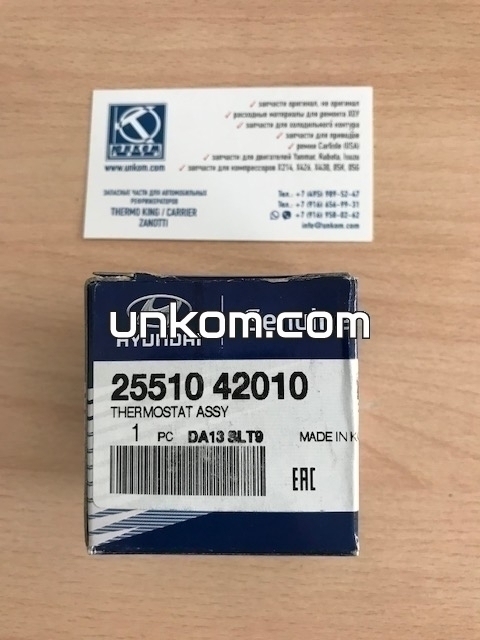 запчасти оригинал, не оригинал
расходные материалы для ремонта ХОУ
запчасти для холодильного контура
запчасти для приводов
ремни Carlisle (USA)
запчасти для двигателей Yanmar, Kubota, Isuzu
запчасти для компрессоров X214, X426, X430, 05K, 05G
www.unkom.com
ЗАПАСНЫЕ ЧАСТИ ДЛЯ АВТОМОБИЛЬНЫХ
РЕФРИЖЕРАТОРОВ
THERMO KING / CARRIER
ZANOTTI
Тел.: +7 (495) 989-52-47
Тел.: +7 (916) 656-99-31
+7 (916) 958-02-62
info@unkom.com
unkom.com
HYUNDAI
Genuine
25510 42010
THERMOSTAT ASSY
1 PC DA13 3LT9 MADE IN K
EAC
unkom.com